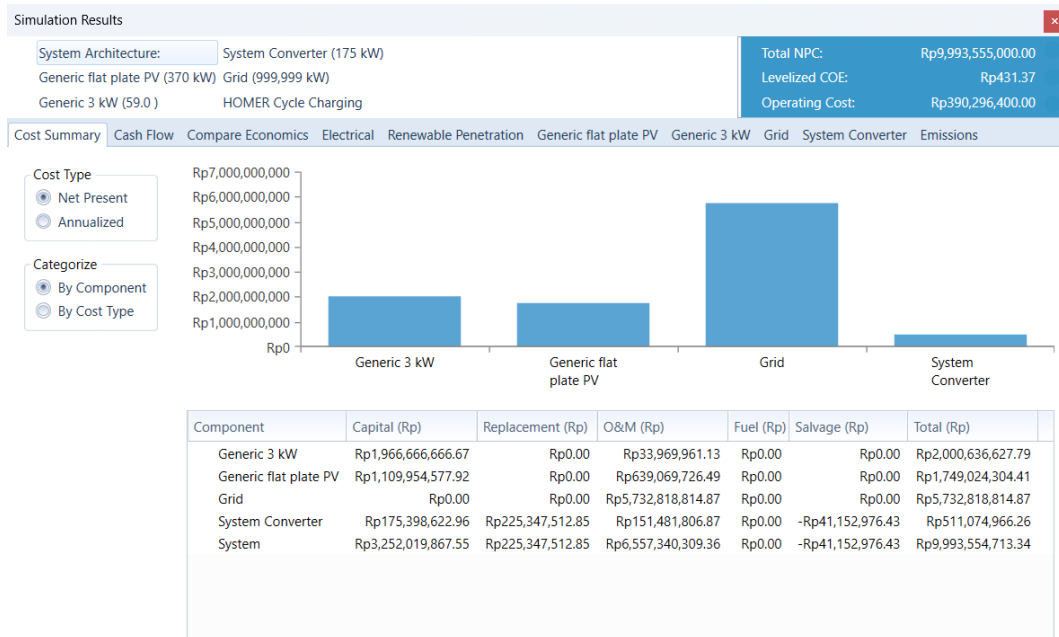 Simulation Results
System Architecture: System Converter (175 kW)
Generic flat plate PV (370 kW) Grid (999,999 kW)
Generic 3 kW (59.0 ) HOMER Cycle Charging
Total NPC: Rp9,993,555,000.00
Levelized COE: Rp431.37
Operating Cost: Rp390,296,400.00
Cost Summary Cash Flow Compare Economics Electrical Renewable Penetration Generic flat plate PV Generic 3 kW Grid System Converter Emissions
Cost Type
Net Present
Annualized
Categorize
By Component
By Cost Type
Rp7,000,000,000
Rp6,000,000,000
Rp5,000,000,000
Rp4,000,000,000
Rp3,000,000,000
Rp2,000,000,000
Rp1,000,000,000
Rp0
Generic 3 kW
Generic flat
plate PV
Grid
System
Converter
Component Capital (Rp) Replacement (Rp) O&M (Rp) Fuel (Rp) Salvage (Rp) Total (Rp)
Generic 3 kW Rp1,966,666,666.67 Rp0.00 Rp33,969,961.13 Rp0.00 Rp0.00 Rp2,000,636,627.79
Generic flat plate PV Rp1,109,954,577.92 Rp0.00 Rp639,069,726.49 Rp0.00 Rp0.00 Rp1,749,024,304.41
Grid Rp0.00 Rp0.00 Rp5,732,818,814.87 Rp0.00 Rp0.00 Rp5,732,818,814.87
System Converter Rp175,398,622.96 Rp225,347,512.85 Rp151,481,806.87 Rp0.00 -Rp41,152,976.43 Rp511,074,966.26
System Rp3,252,019,867.55 Rp225,347,512.85 Rp6,557,340,309.36 Rp0.00 -Rp41,152,976.43 Rp9,993,554,713.34